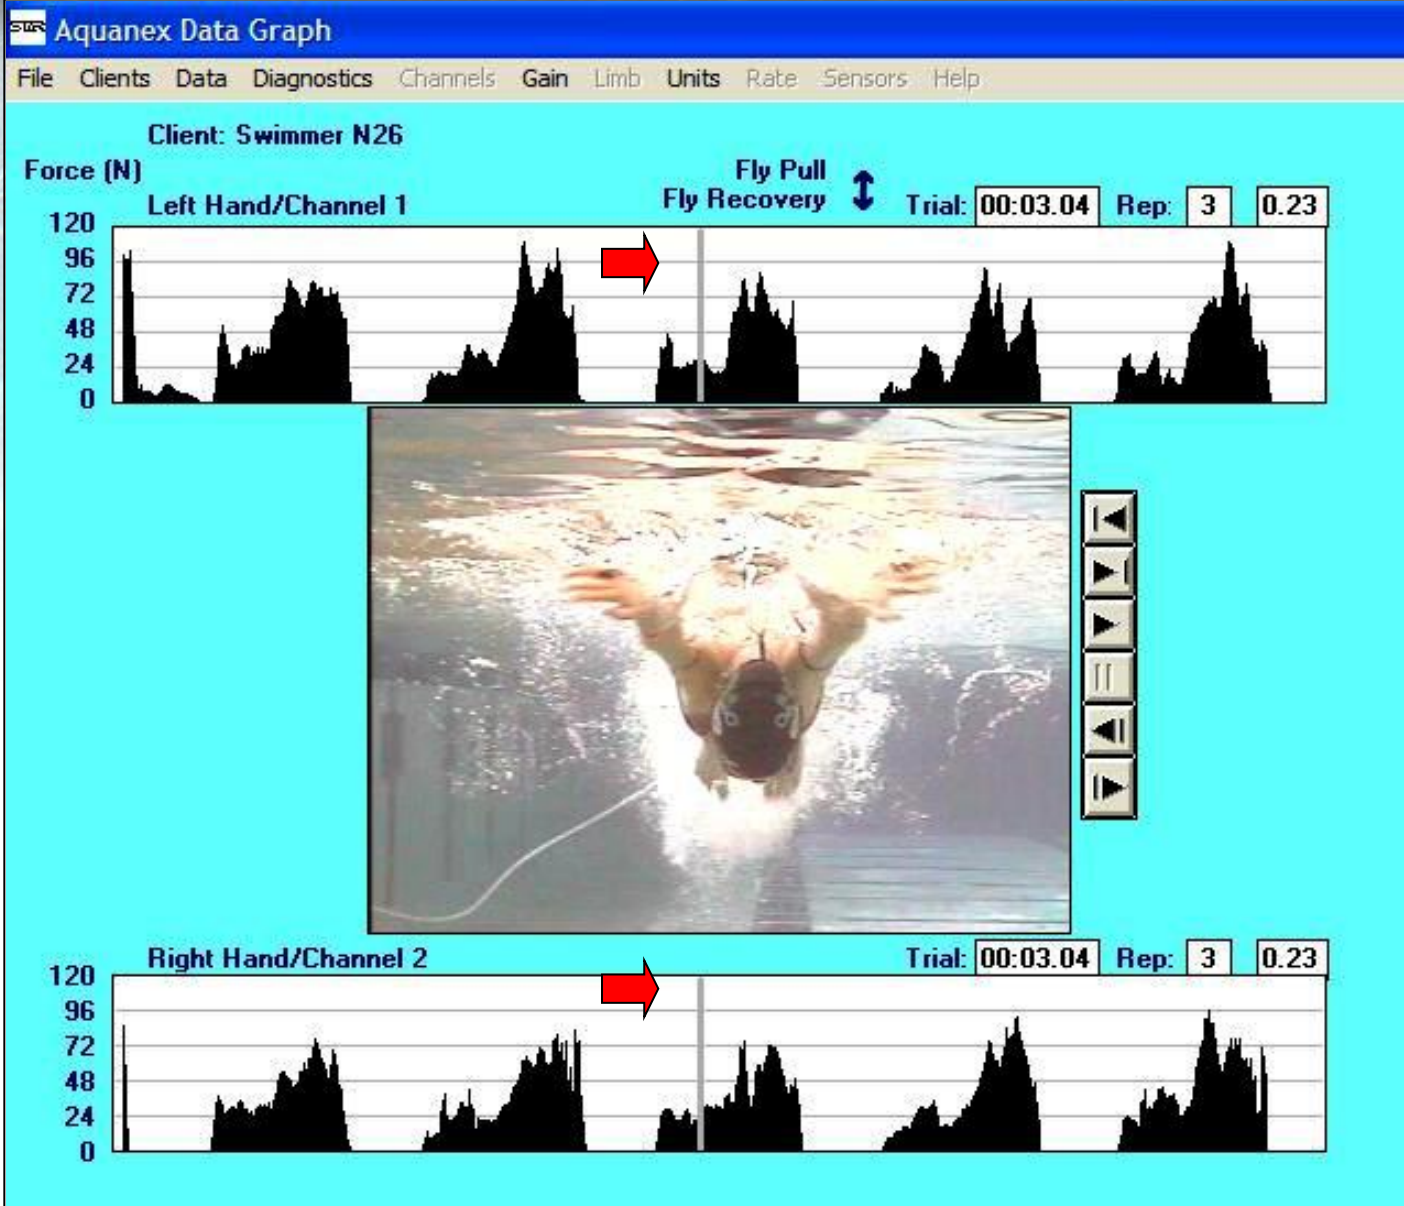 STAR Aquanex Data Graph
File Clients Data Diagnostics Channels Gain Limb Units Rate Sensors Help
Client: Swimmer N26
Force (N)
Fly Pull
Fly Recovery
Left Hand/Channel 1
Trial: 00:03.04 Rep: 3 0.23
120
96
72
48
24
0
Right Hand/Channel 2
Trial: 00:03.04 Rep: 3 0.23
120
96
72
48
24
0